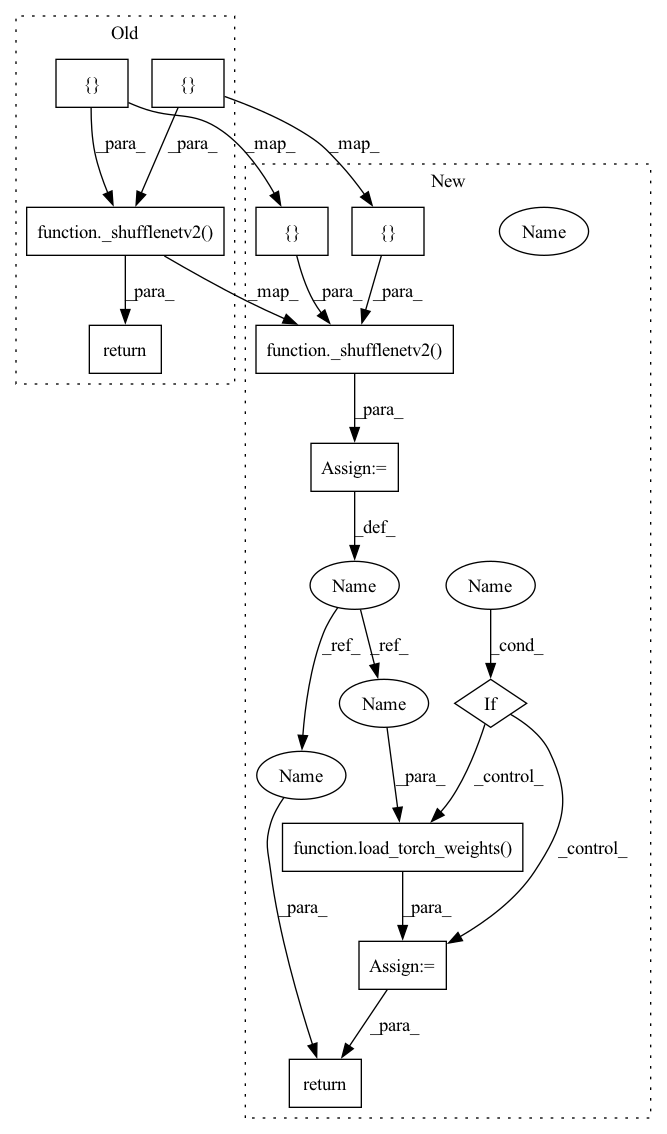 Old
{}
{}
_para_
_para_
_map_
_map_
New
function._shufflenetv2()
{}
{}
Name
_para_
_map_
_para_
_para_
return
function._shufflenetv2()
_para_
Assign:=
_def_
Name
Name
_ref_
_ref_
_cond_
Name
If
Name
_para_
_control_
function.load_torch_weights()
_control_
_para_
_para_
Assign:=
_para_
return